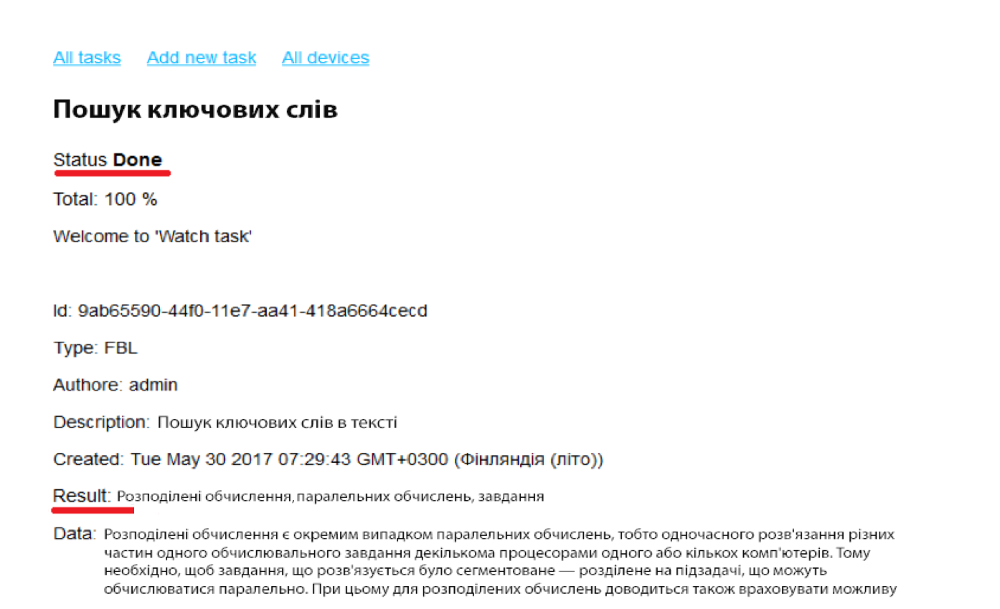 All tasks Add new task All devices
Пошук ключових слів
Status Done
Total: 100 %
Welcome to 'Watch task'
Id: 9ab65590-44f0-11e7-aa41-418a6664cecd
Type: FBL
Authore: admin
Description: Пошук ключових слів в тексті
Created: Tue May 30 2017 07:29:43 GMT+0300 (Фінляндія (літо))
Result: Розподілені обчислення, паралельних обчислень, завдання
Data: Розподілені обчислення є окремим випадком паралельних обчислень, тобто одночасного розв'язання різних
частин одного обчислювального завдання декількома процесорами одного або кількох комп'ютерів. Тому
необхідно, щоб завдання, що розв'язується було сегментоване — розділене на підзадачі, що можуть
обчислюватися паралельно. При цьому для розподілених обчислень доводиться також враховувати можливу